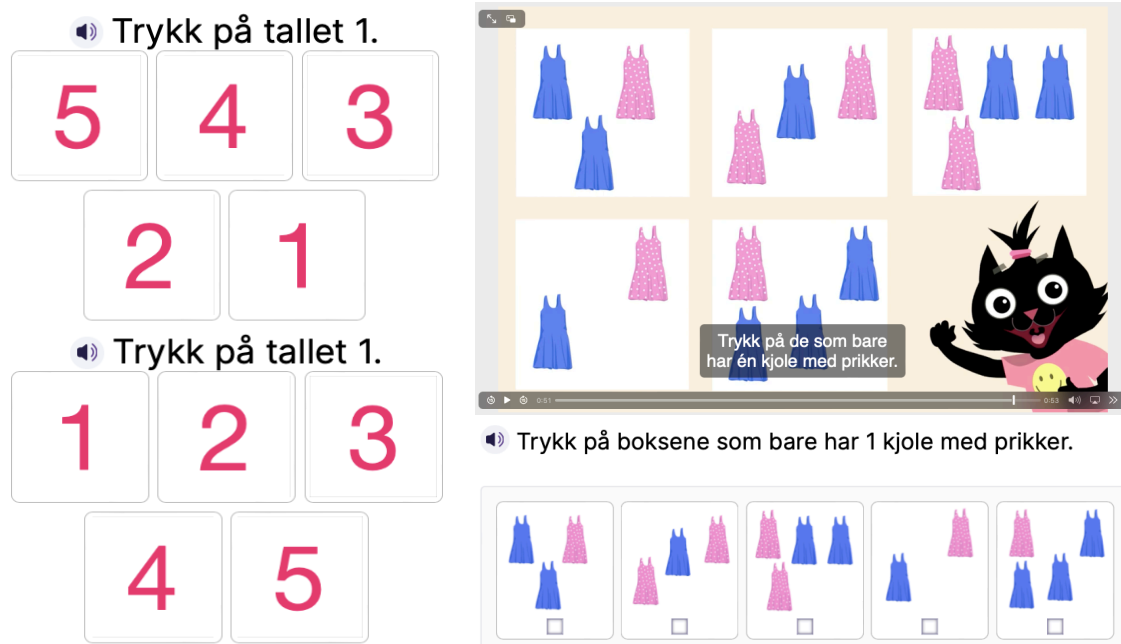 Trykk på tallet 1.
5 4 3
2 1
Trykk på tallet 1.
1 2 3
4 5
Trykk på de som bare
har én kjole med prikker.
0:51 0:53
Trykk på boksene som bare har 1 kjole med prikker.